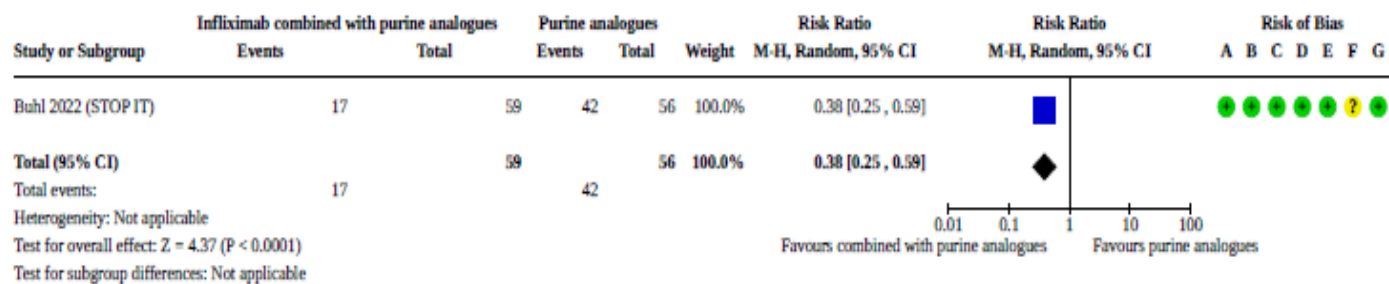 Infliximab combined with purine analogues Purine analogues Risk Ratio Risk Ratio Risk of Bias
Study or Subgroup Events Total Events Total Weight M-H, Random, 95% CI M-H, Random, 95% CI A B C D E F G
Buhl 2022 (STOP IT) 17 59 42 56 100.0% 0.38 [0.25 , 0.59] + + + + + ? +
Total (95% CI) 59 56 100.0% 0.38 [0.25 , 0.59]
Total events: 17 42
Heterogeneity: Not applicable
0.01 0.1 1 10 100
Test for overall effect: Z = 4.37 (P < 0.0001) Favours combined with purine analogues Favours purine analogues
Test for subgroup differences: Not applicable